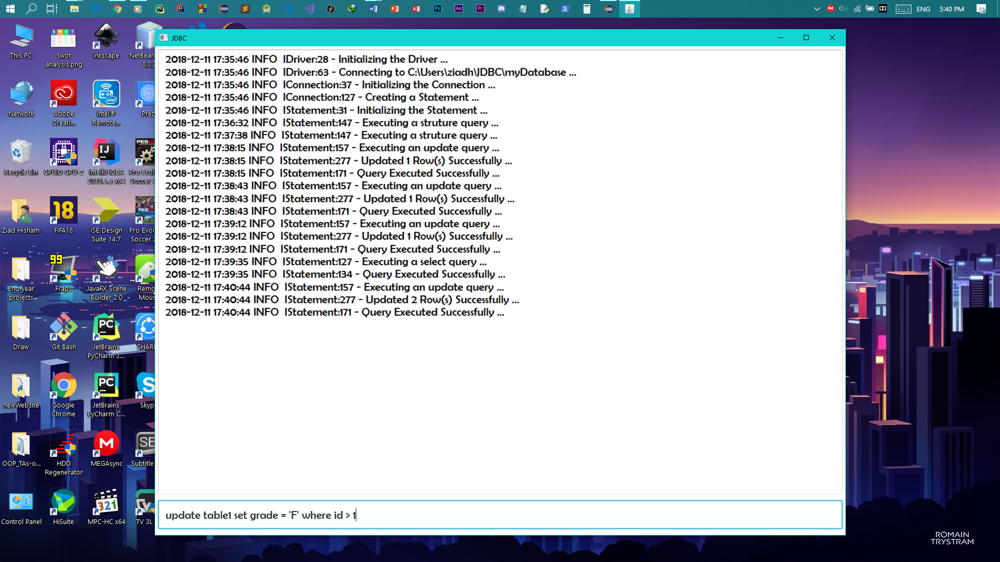 ENG 5:40 PM
This PC
SWOT
swot
analysis.png
Inkscape
NetBean
8.0.2
Network
Adobe
Creati...
intel
Intel®
Remote...
Prez
Recycle Bin
CPUID CPU-Z
IJ
IntelliJ IDEA
2018.1.5 x64
Pro Evol
Soccer 2
Ziad Hisham
18
FIFA18
ISE Design
Suite 14.7
Pro Evol
Soccer 2
2nd year
projects
99
Fraps
JavaFX Scene
Builder 2.0
Remo
Mous
Draw
Git Bash
PC
JetBrains
PyCharm 2...
SHAR
newWebsite
Google
Chrome
PC
JetBrains
PyCharm C...
S
Skyp
OOP_TAs-o...
HDD
Regenerator
M
MEGAsync
SE
Subtitle
Control Panel
HiSuite
321
MPC-HC x64
TV 3L
JDBC
2018-12-11 17:35:46 INFO IDriver:28 - Initializing the Driver ...
2018-12-11 17:35:46 INFO IDriver:63 - Connecting to C:\Users\ziadh\JDBC\myDatabase ...
2018-12-11 17:35:46 INFO IConnection:37 - Initializing the Connection ...
2018-12-11 17:35:46 INFO IConnection:127 - Creating a Statement ...
2018-12-11 17:35:46 INFO IStatement:31 - Initializing the Statement ...
2018-12-11 17:36:32 INFO IStatement:147 - Executing a struture query ...
2018-12-11 17:37:38 INFO IStatement:147 - Executing a struture query ...
2018-12-11 17:38:15 INFO IStatement:157 - Executing an update query ...
2018-12-11 17:38:15 INFO IStatement:277 - Updated 1 Row(s) Successfully ...
2018-12-11 17:38:15 INFO IStatement:171 - Query Executed Successfully ...
2018-12-11 17:38:43 INFO IStatement:157 - Executing an update query ...
2018-12-11 17:38:43 INFO IStatement:277 - Updated 1 Row(s) Successfully ...
2018-12-11 17:38:43 INFO IStatement:171 - Query Executed Successfully ...
2018-12-11 17:39:12 INFO IStatement:157 - Executing an update query ...
2018-12-11 17:39:12 INFO IStatement:277 - Updated 1 Row(s) Successfully ...
2018-12-11 17:39:12 INFO IStatement:171 - Query Executed Successfully ...
2018-12-11 17:39:35 INFO IStatement:127 - Executing a select query ...
2018-12-11 17:39:35 INFO IStatement:134 - Query Executed Successfully ...
2018-12-11 17:40:44 INFO IStatement:157 - Executing an update query ...
2018-12-11 17:40:44 INFO IStatement:277 - Updated 2 Row(s) Successfully ...
2018-12-11 17:40:44 INFO IStatement:171 - Query Executed Successfully ...
update table1 set grade = 'F' where id > 1
ROMAIN
TRYSTRAM